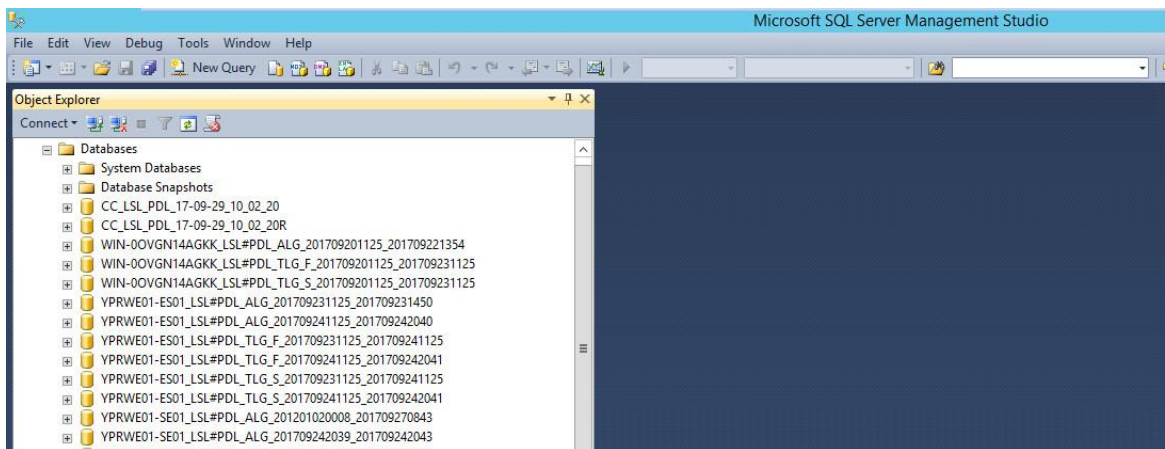 Microsoft SQL Server Management Studio
File Edit View Debug Tools Window Help
New Query
Object Explorer
Connect
Databases
System Databases
Database Snapshots
CC_LSL_PDL_17-09-29_10_02_20
CC_LSL_PDL_17-09-29_10_02_20R
WIN-0OVGN14AGKK_LSL#PDL_ALG_201709201125_201709221354
WIN-0OVGN14AGKK_LSL#PDL_TLG_F_201709201125_201709231125
WIN-0OVGN14AGKK_LSL#PDL_TLG_S_201709201125_201709231125
YPRWE01-ES01_LSL#PDL_ALG_201709231125_201709231450
YPRWE01-ES01_LSL#PDL_ALG_201709241125_201709242040
YPRWE01-ES01_LSL#PDL_TLG_F_201709231125_201709241125
YPRWE01-ES01_LSL#PDL_TLG_F_201709241125_201709242041
YPRWE01-ES01_LSL#PDL_TLG_S_201709231125_201709241125
YPRWE01-ES01_LSL#PDL_TLG_S_201709241125_201709242041
YPRWE01-SE01_LSL#PDL_ALG_201201020008_201709270843
YPRWE01-SE01_LSL#PDL_ALG_201709242039_201709242043